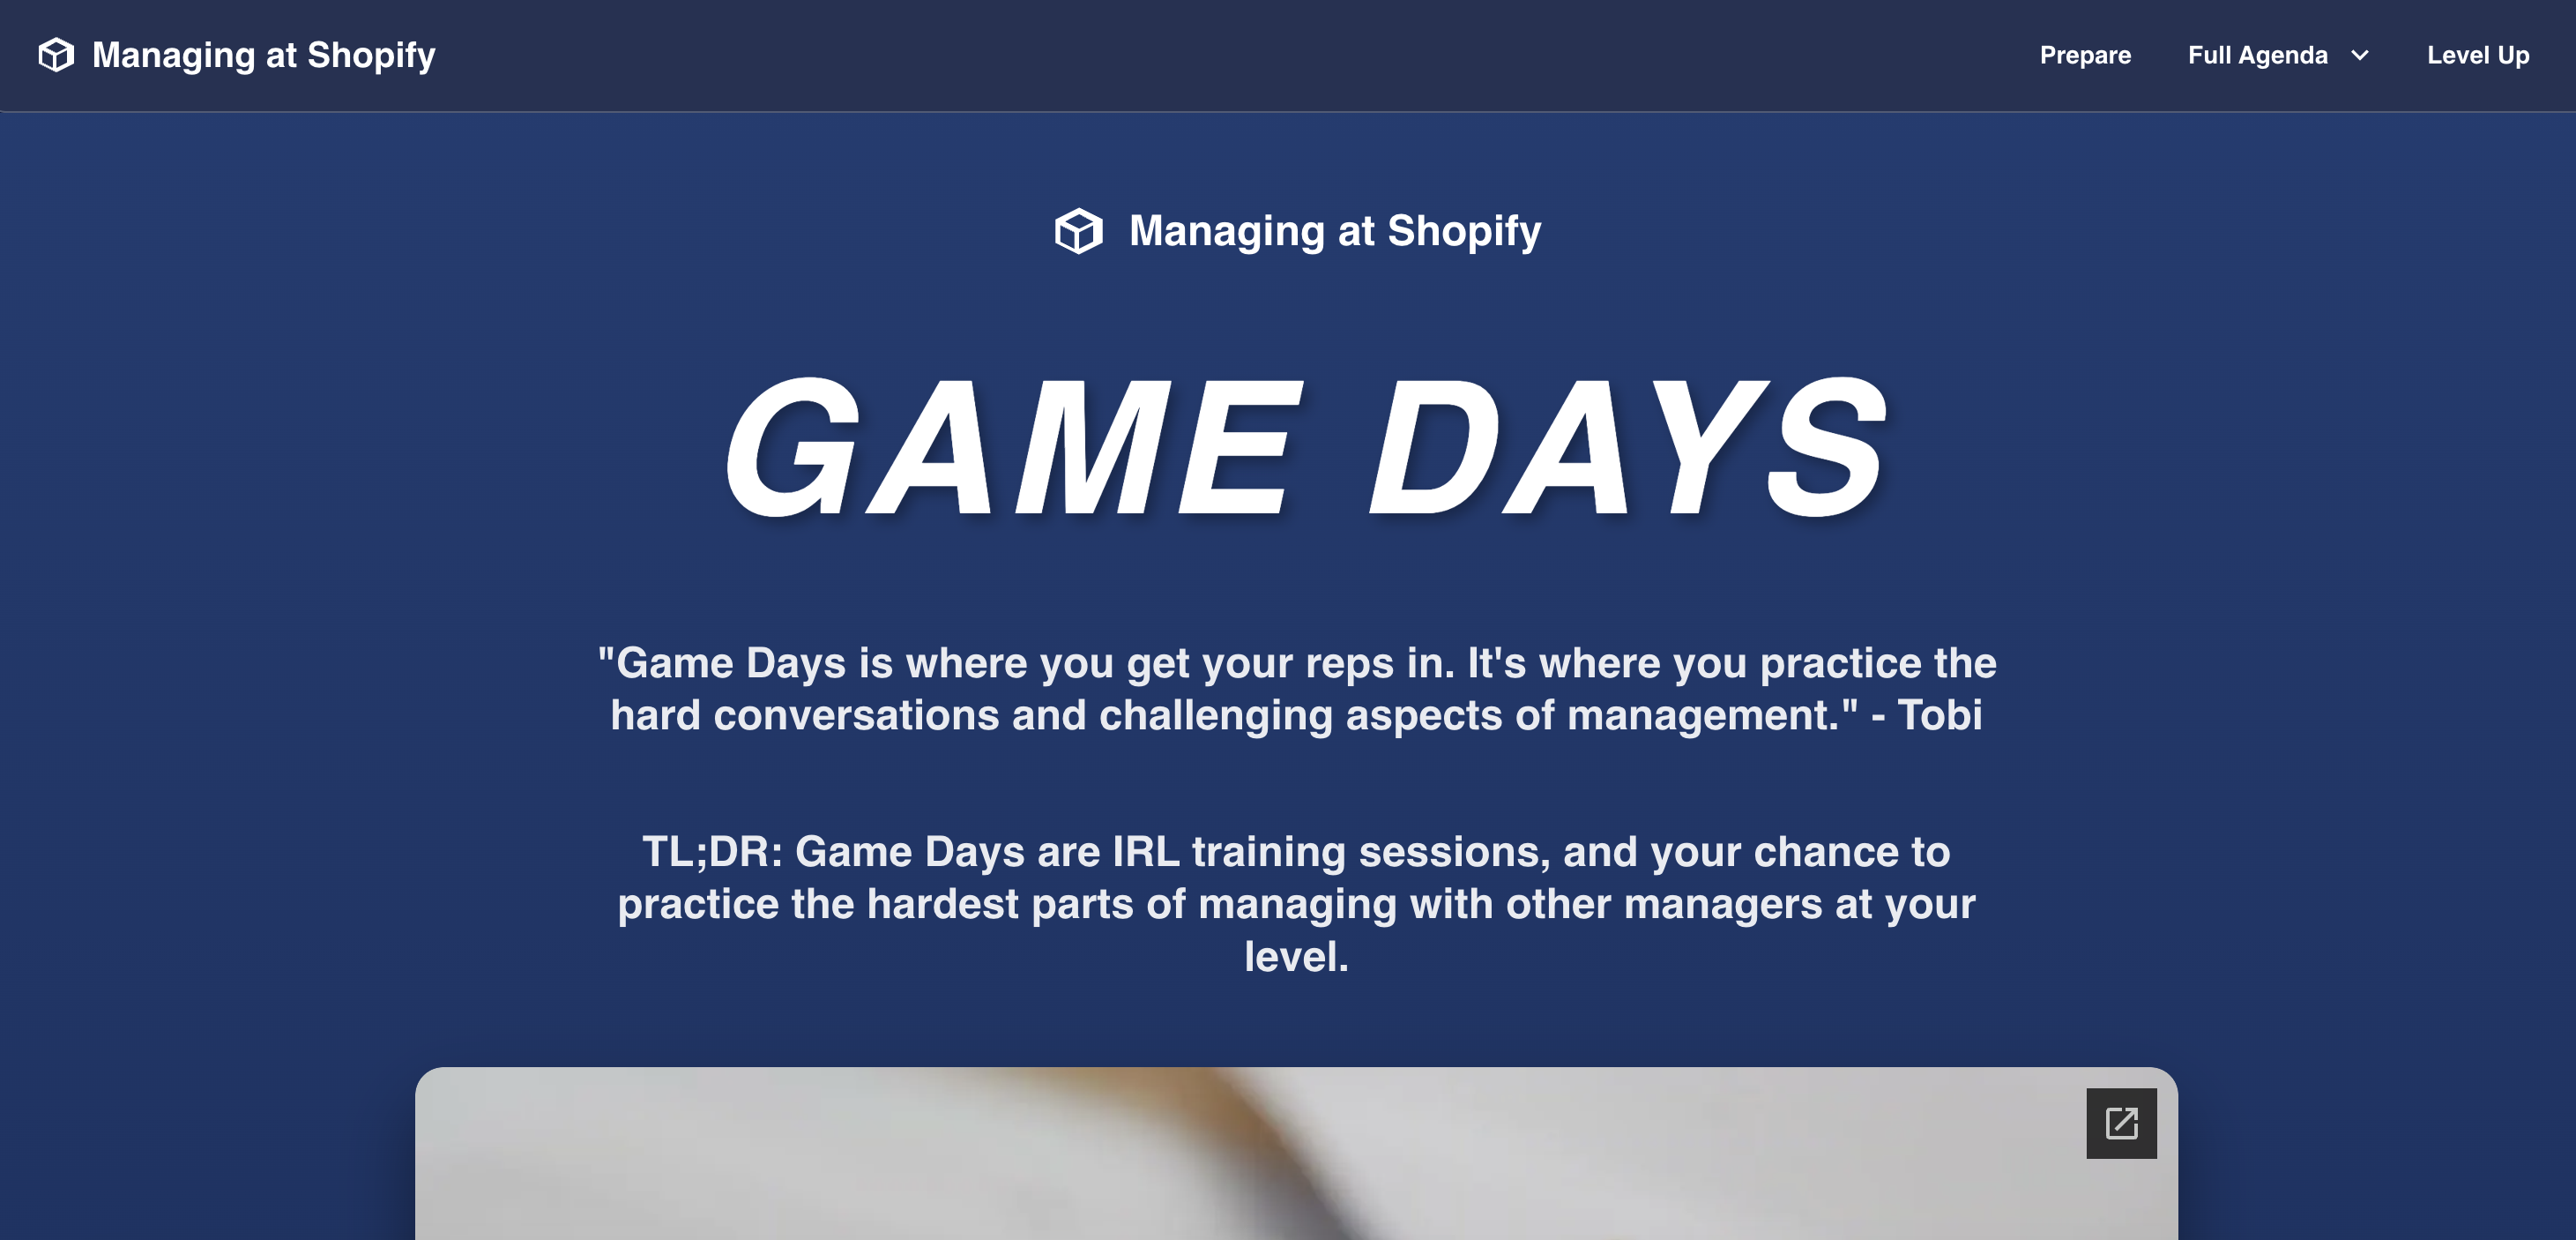 Managing at Shopify
Prepare
Full Agenda
Level Up
Managing at Shopify
GAME DAYS
"Game Days is where you get your reps in. It's where you practice the
hard conversations and challenging aspects of management." - Tobi
TL;DR: Game Days are IRL training sessions, and your chance to
practice the hardest parts of managing with other managers at your
level.